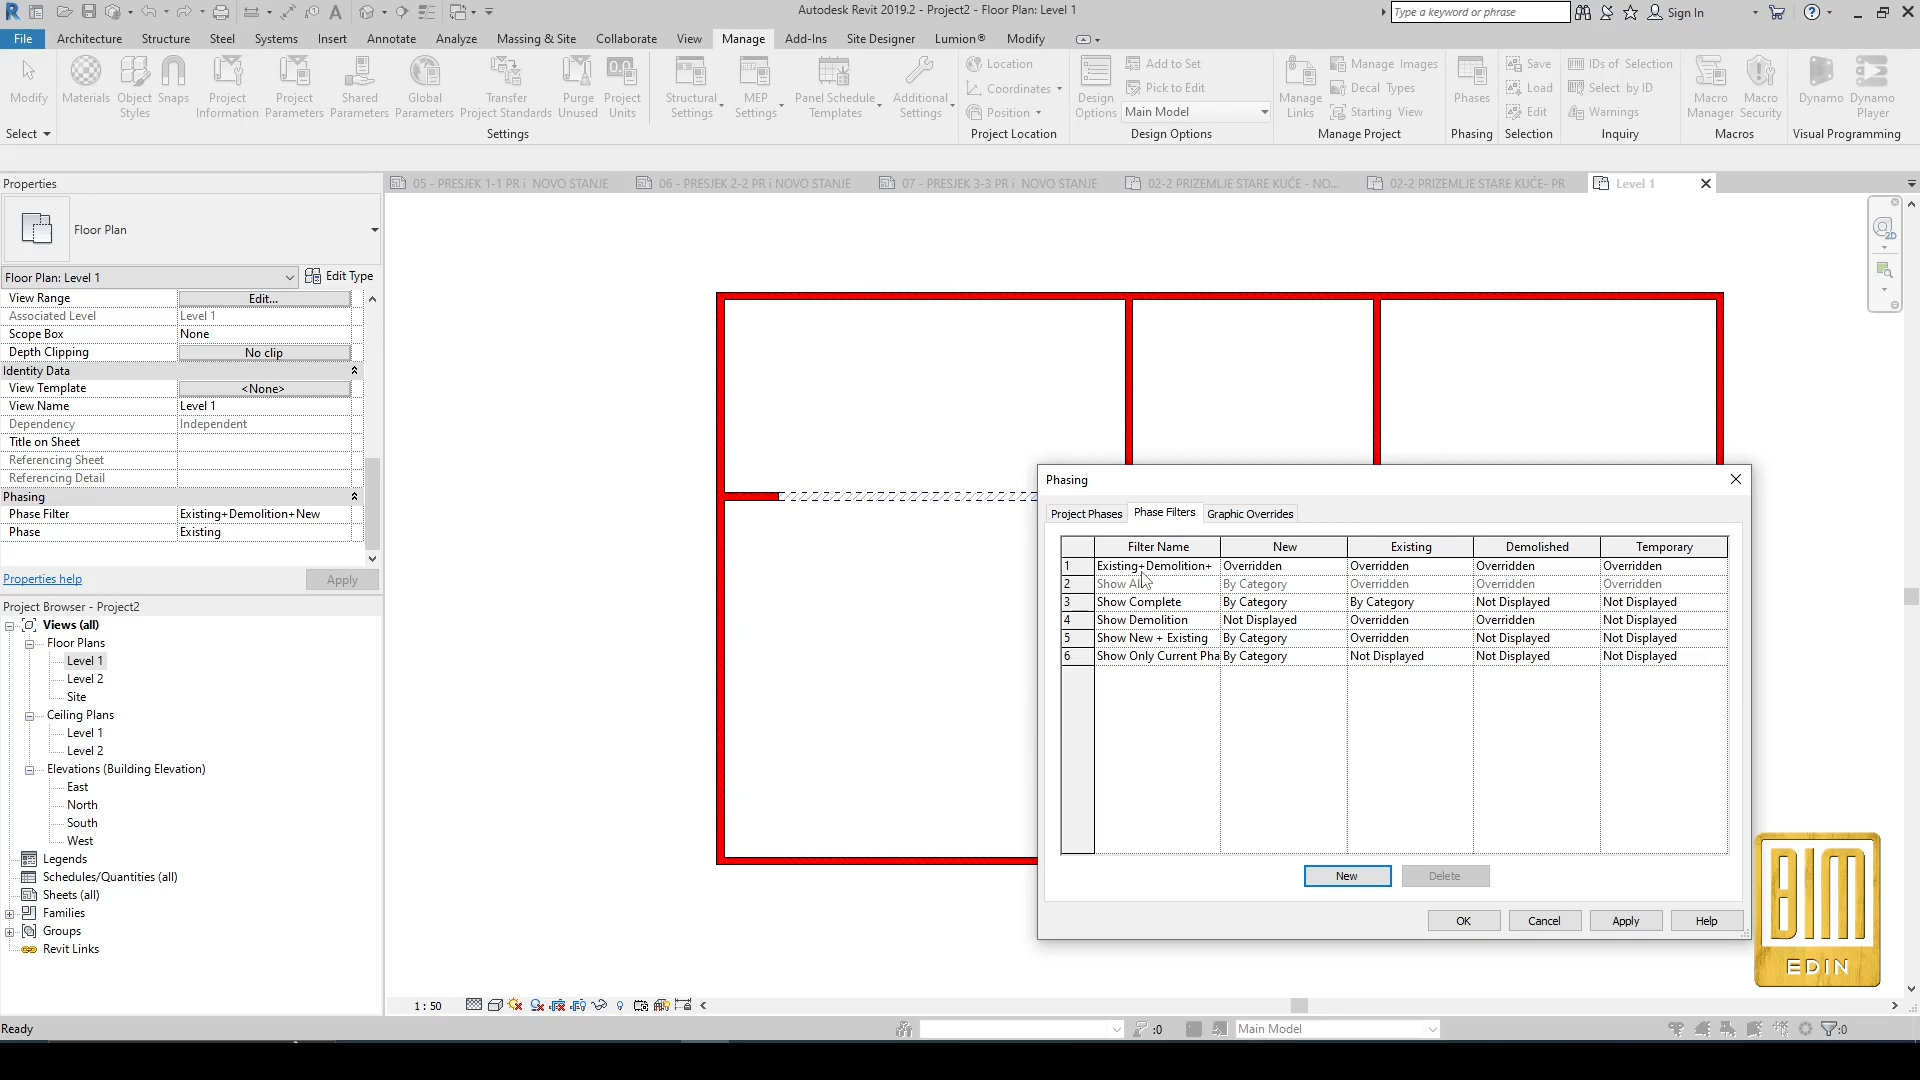 Autodesk Revit 2019.2 - Project2 - Floor Plan: Level 1
Type a keyword or phrase
Sign In
File Architecture Structure Steel Systems Insert Annotate Analyze Massing & Site Collaborate View Manage Add-Ins Site Designer Lumion® Modify
Modify
Materials
Object Styles
Snaps
Project Information
Project Parameters
Shared Parameters
Global Parameters
Transfer Project Standards
Purge Unused
Project Units
Structural Settings
MEP Settings
Panel Schedule Templates
Additional Settings
Location
Coordinates
Position
Design Options
Add to Set
Pick to Edit
Main Model
Manage Links
Manage Images
Decal Types
Starting View
Phases
Save
Load
Edit
IDs of Selection
Select by ID
Warnings
Macro Manager
Macro Security
Dynamo
Dynamo Player
Select Settings Project Location Design Options Manage Project Phasing Selection Inquiry Macros Visual Programming
Properties
05 - PRESJEK 1-1 PR i NOVO STANJE
06 - PRESJEK 2-2 PR i NOVO STANJE
07 - PRESJEK 3-3 PR i NOVO STANJE
02-2 PRIZEMLJE STARE KUĆE - NO...
02-2 PRIZEMLJE STARE KUĆE- PR
Level 1
Floor Plan
Floor Plan: Level 1 Edit Type
View Range Edit...
Associated Level Level 1
Scope Box None
Depth Clipping No clip
Identity Data
View Template <None>
View Name Level 1
Dependency Independent
Title on Sheet
Referencing Sheet
Referencing Detail
Phasing
Phase Filter Existing+Demolition+New
Phase Existing
Properties help Apply
Project Browser - Project2
Views (all)
Floor Plans
Level 1
Level 2
Site
Ceiling Plans
Level 1
Level 2
Elevations (Building Elevation)
East
North
South
West
Legends
Schedules/Quantities (all)
Sheets (all)
Families
Groups
Revit Links
2D
Phasing
Project Phases Phase Filters Graphic Overrides
Filter Name New Existing Demolished Temporary
1 Existing+Demolition+ Overridden Overridden Overridden Overridden
2 Show All By Category Overridden Overridden Overridden
3 Show Complete By Category By Category Not Displayed Not Displayed
4 Show Demolition Not Displayed Overridden Overridden Not Displayed
5 Show New + Existing By Category Overridden Not Displayed Not Displayed
6 Show Only Current Pha By Category Not Displayed Not Displayed Not Displayed
New Delete
OK Cancel Apply Help
BIM
EDIN
1 : 50
Ready
:0
Main Model
:0